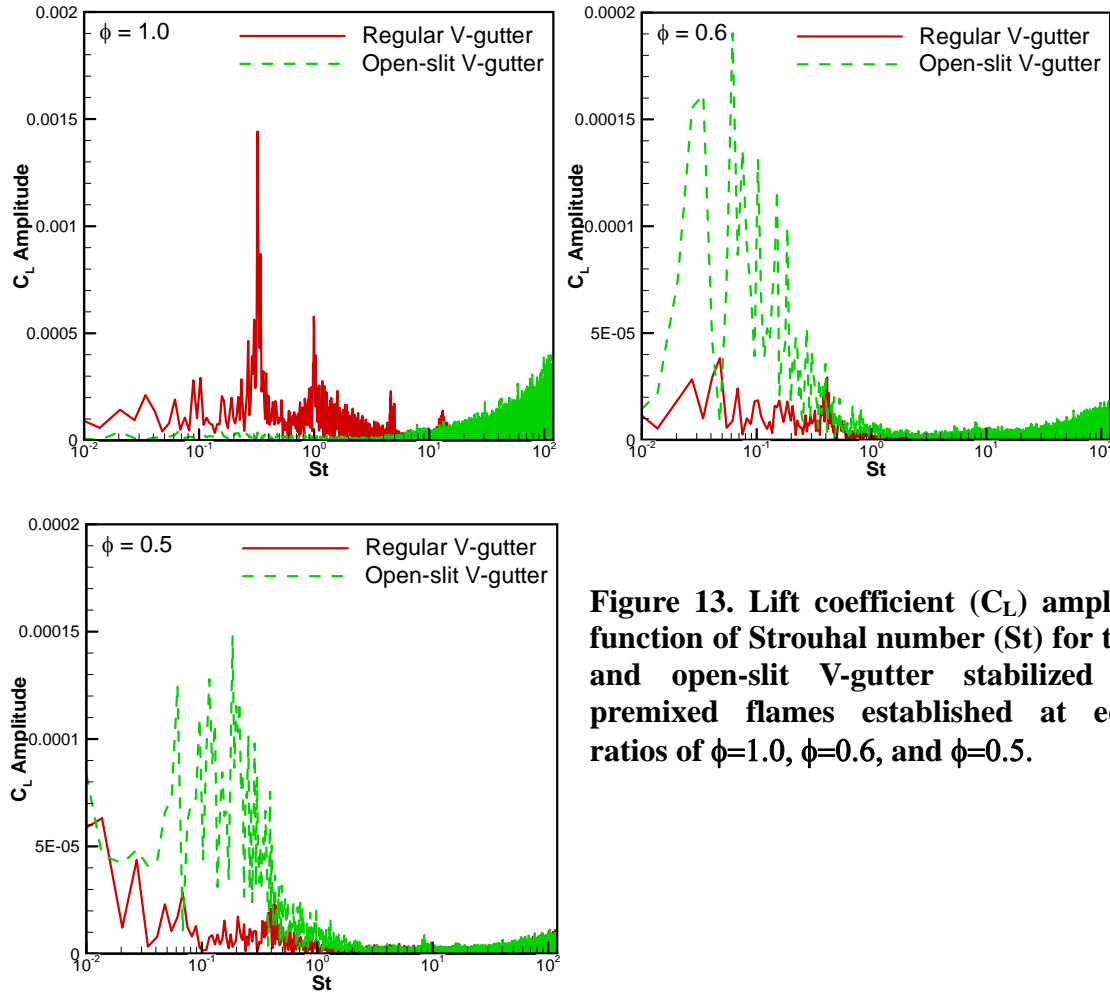 0.002
ϕ = 1.0
Regular V-gutter
Open-slit V-gutter
0.0015
0.001
0.0005
0
C_L Amplitude
10^-2
10^-1
10^0
10^1
10^2
St
0.0002
ϕ = 0.6
Regular V-gutter
Open-slit V-gutter
0.00015
0.0001
5E-05
0
C_L Amplitude
10^-2
10^-1
10^0
10^1
10^2
St
0.0002
ϕ = 0.5
Regular V-gutter
Open-slit V-gutter
0.00015
0.0001
5E-05
0
C_L Amplitude
10^-2
10^-1
10^0
10^1
10^2
St
Figure 13. Lift coefficient (C_L) ampl
function of Strouhal number (St) for t
and open-slit V-gutter stabilized
premixed flames established at e
ratios of ϕ=1.0, ϕ=0.6, and ϕ=0.5.